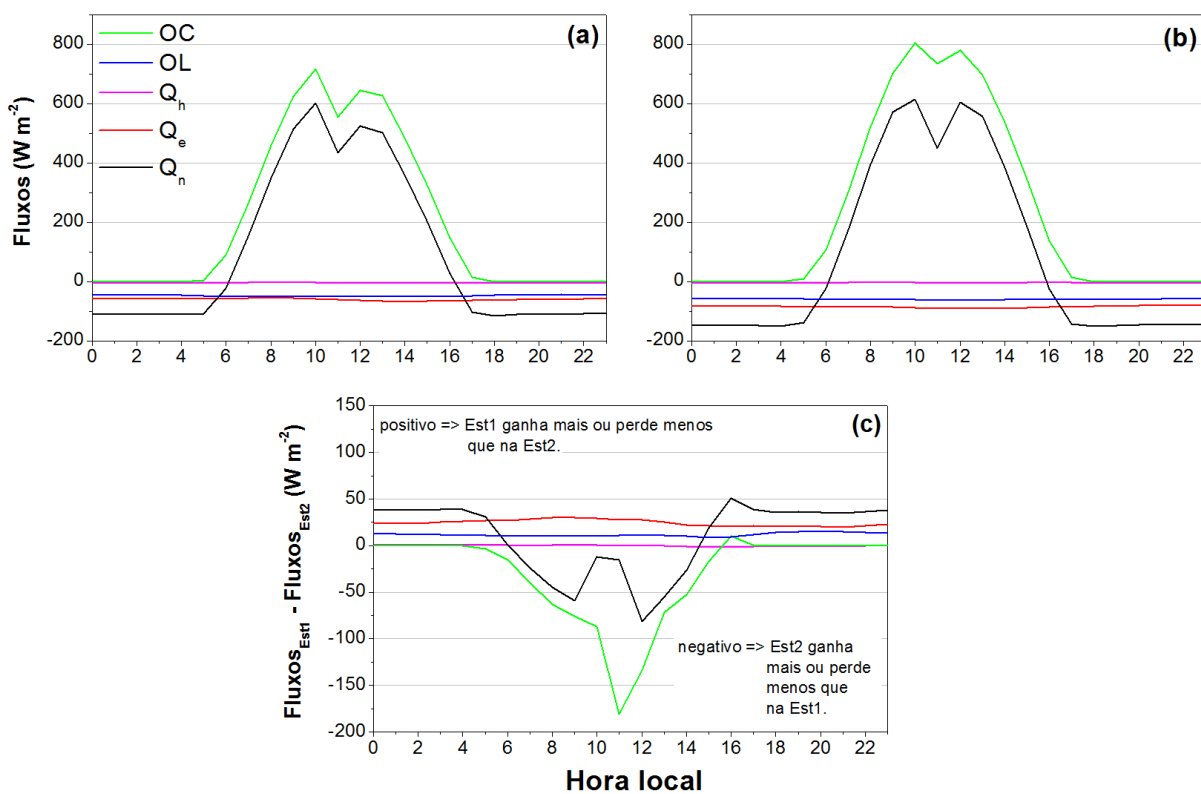 (a)
OC
OL
Qh
Qe
Qn
Fluxos (W m-2)
800
600
400
200
0
-200
0 2 4 6 8 10 12 14 16 18 20 22
(b)
800
600
400
200
0
-200
0 2 4 6 8 10 12 14 16 18 20 22
(c)
positivo => Est1 ganha mais ou perde menos
que na Est2.
negativo => Est2 ganha
mais ou perde
menos que
na Est1.
FluxosEst1 - FluxosEst2 (W m-2)
150
100
50
0
-50
-100
-150
-200
0 2 4 6 8 10 12 14 16 18 20 22
Hora local